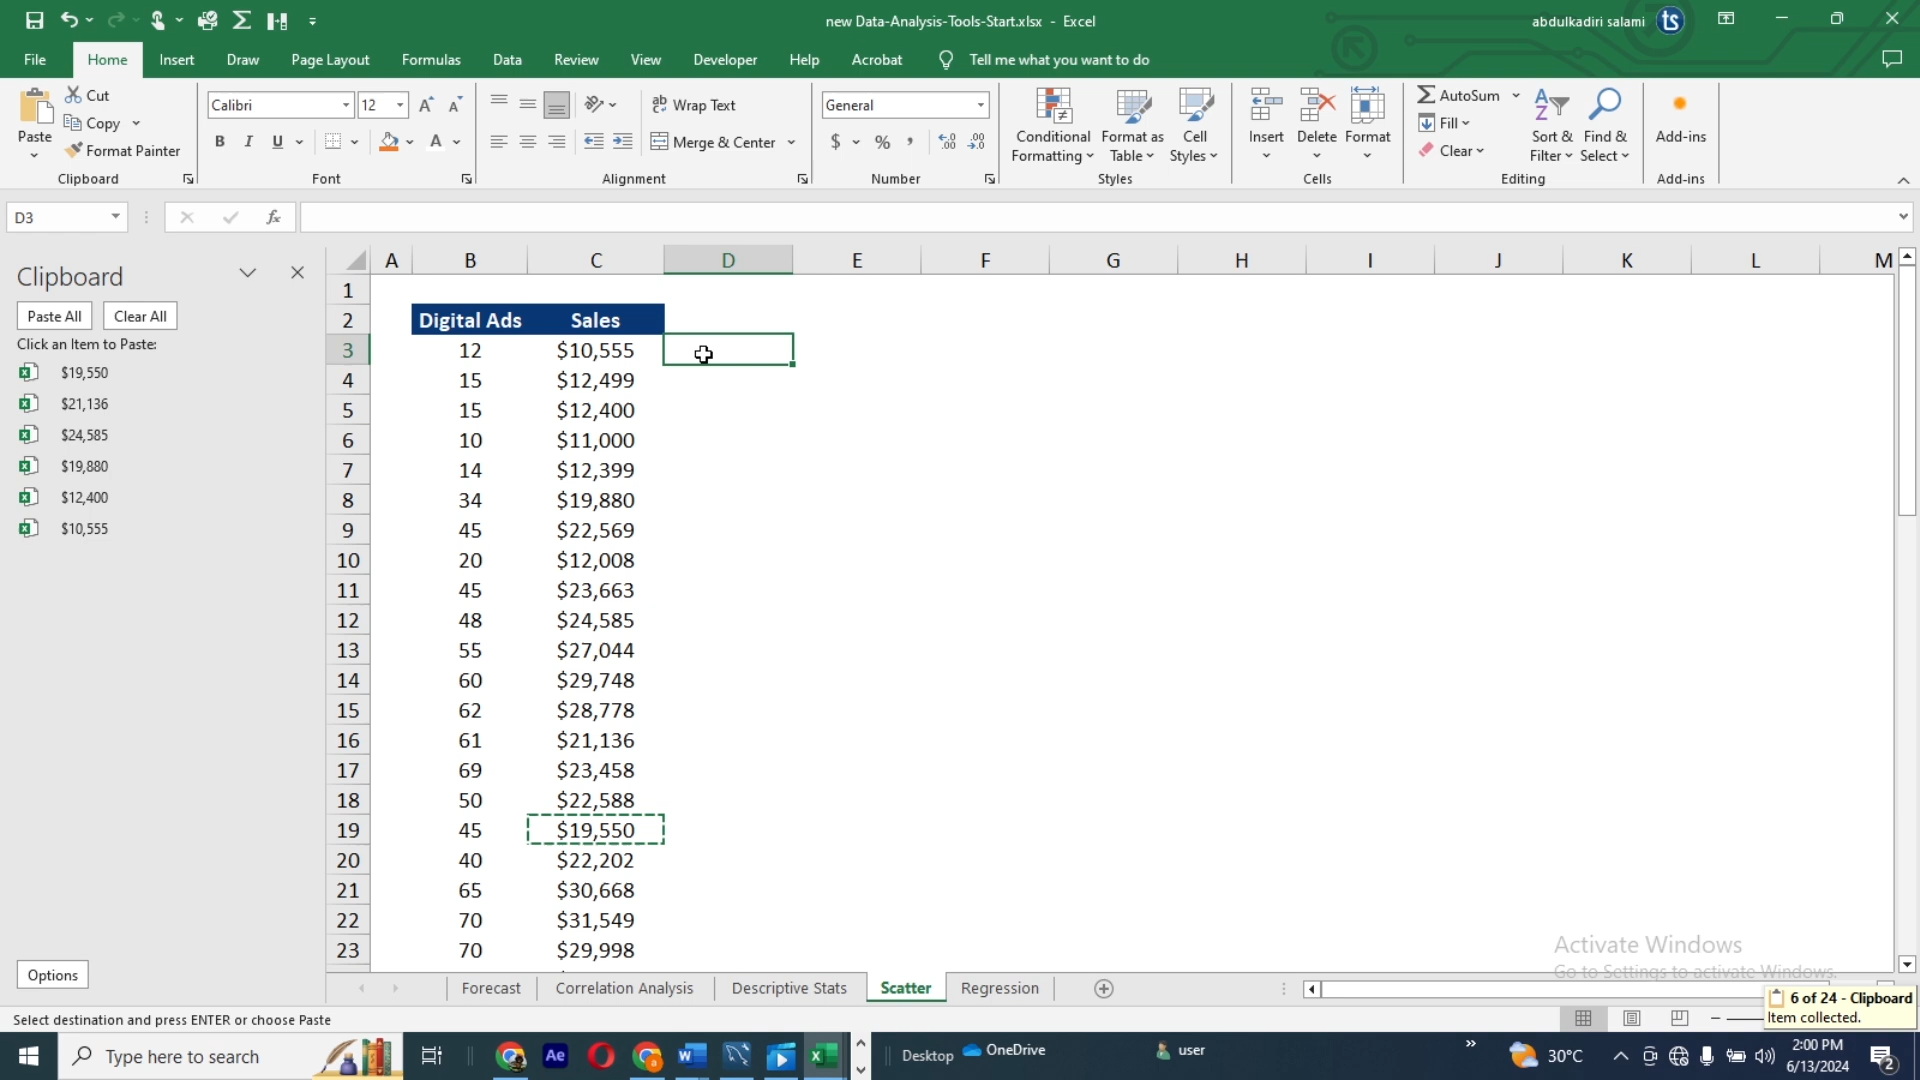 new Data-Analysis-Tools-Start.xlsx - Excel
abdulkadiri salami
ts
File Home Insert Draw Page Layout Formulas Data Review View Developer Help Acrobat Tell me what you want to do
Paste
Cut
Copy
Format Painter
Clipboard
Calibri 12
B I U
Font
Wrap Text
Merge & Center
Alignment
General
$ % ,
Number
Conditional Formatting
Format as Table
Cell Styles
Styles
Insert
Delete
Format
Cells
AutoSum
Fill
Clear
Sort & Filter
Find & Select
Editing
Add-ins
Add-ins
D3
fx
Clipboard
Paste All Clear All
Click an Item to Paste:
$19,550
$21,136
$24,585
$19,880
$12,400
$10,555
Options
A B C D E F G H I J K L M
1
2 Digital Ads Sales
3 12 $10,555
4 15 $12,499
5 15 $12,400
6 10 $11,000
7 14 $12,399
8 34 $19,880
9 45 $22,569
10 20 $12,008
11 45 $23,663
12 48 $24,585
13 55 $27,044
14 60 $29,748
15 62 $28,778
16 61 $21,136
17 69 $23,458
18 50 $22,588
19 45 $19,550
20 40 $22,202
21 65 $30,668
22 70 $31,549
23 70 $29,998
Activate Windows
Go to Settings to activate Windows.
Forecast Correlation Analysis Descriptive Stats Scatter Regression
6 of 24 - Clipboard
Item collected.
Select destination and press ENTER or choose Paste
Type here to search
Ae
Desktop
OneDrive
user
30°C
2:00 PM
6/13/2024
2